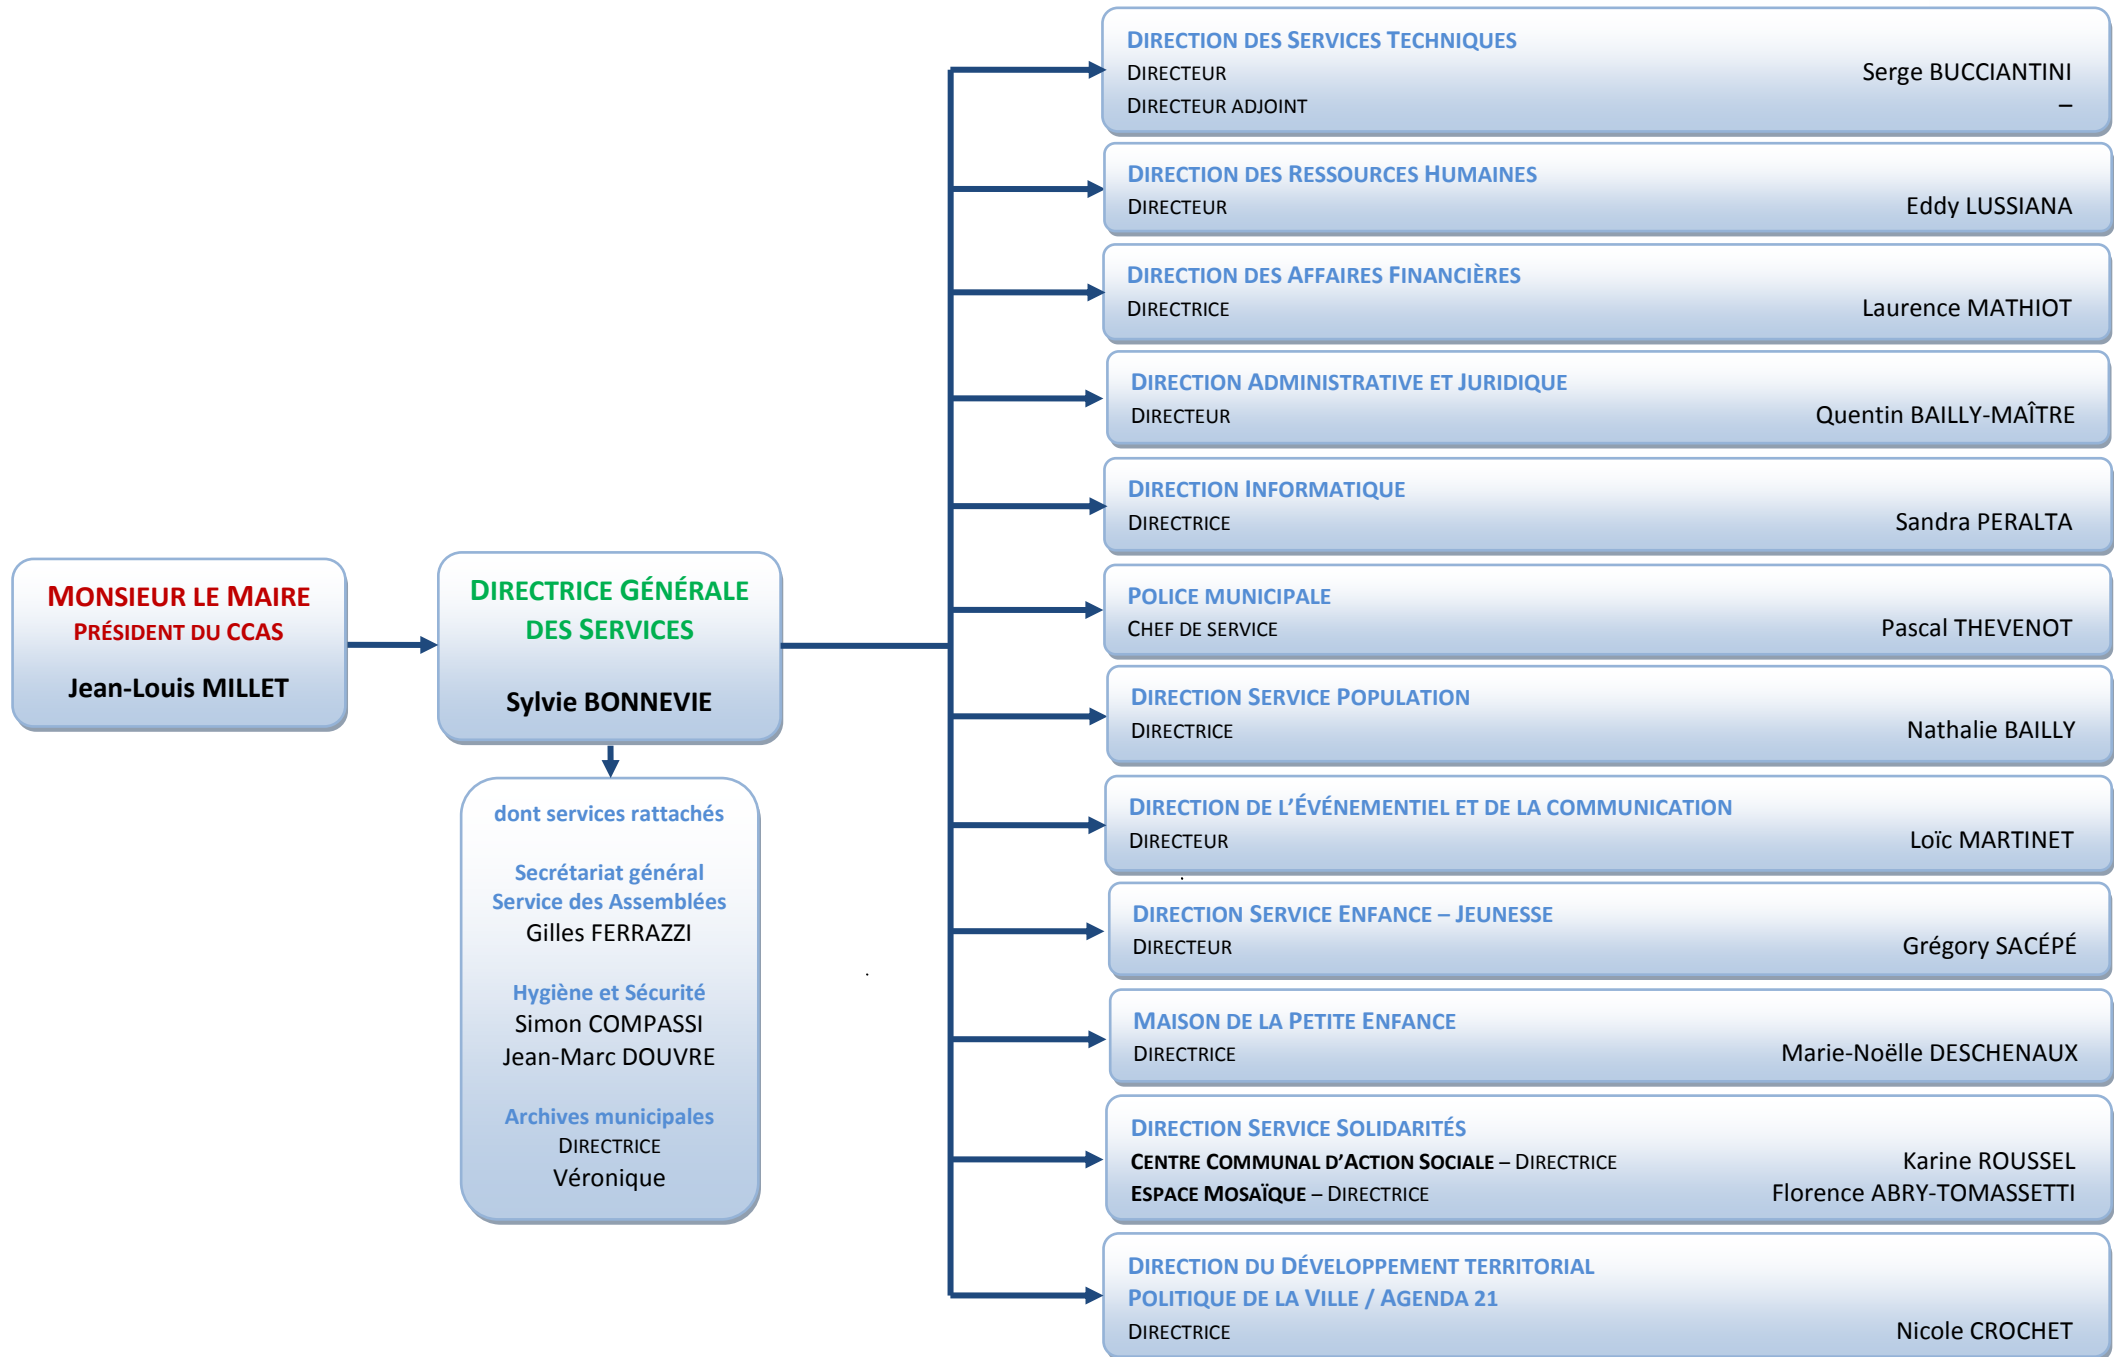 MONSIEUR LE MAIRE
PRÉSIDENT DU CCAS
Jean-Louis MILLET
DIRECTRICE GÉNÉRALE
DES SERVICES
Sylvie BONNEVIE
dont services rattachés
Secrétariat général
Service des Assemblées
Gilles FERRAZZI
Hygiène et Sécurité
Simon COMPASSI
Jean-Marc DOUVRE
Archives municipales
DIRECTRICE
Véronique
DIRECTION DES SERVICES TECHNIQUES
DIRECTEUR Serge BUCCIANTINI
DIRECTEUR ADJOINT –
DIRECTION DES RESSOURCES HUMAINES
DIRECTEUR Eddy LUSSIANA
DIRECTION DES AFFAIRES FINANCIÈRES
DIRECTRICE Laurence MATHIOT
DIRECTION ADMINISTRATIVE ET JURIDIQUE
DIRECTEUR Quentin BAILLY-MAÎTRE
DIRECTION INFORMATIQUE
DIRECTRICE Sandra PERALTA
POLICE MUNICIPALE
CHEF DE SERVICE Pascal THEVENOT
DIRECTION SERVICE POPULATION
DIRECTRICE Nathalie BAILLY
DIRECTION DE L'ÉVÉNEMENTIEL ET DE LA COMMUNICATION
DIRECTEUR Loïc MARTINET
DIRECTION SERVICE ENFANCE – JEUNESSE
DIRECTEUR Grégory SACÉPÉ
MAISON DE LA PETITE ENFANCE
DIRECTRICE Marie-Noëlle DESCHENAUX
DIRECTION SERVICE SOLIDARITÉS
CENTRE COMMUNAL D'ACTION SOCIALE – DIRECTRICE Karine ROUSSEL
ESPACE MOSAÏQUE – DIRECTRICE Florence ABRY-TOMASSETTI
DIRECTION DU DÉVELOPPEMENT TERRITORIAL
POLITIQUE DE LA VILLE / AGENDA 21
DIRECTRICE Nicole CROCHET